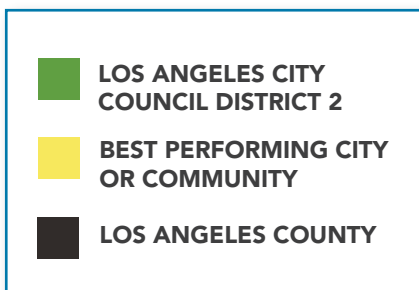 LOS ANGELES CITY
COUNCIL DISTRICT 2
BEST PERFORMING CITY
OR COMMUNITY
LOS ANGELES COUNTY